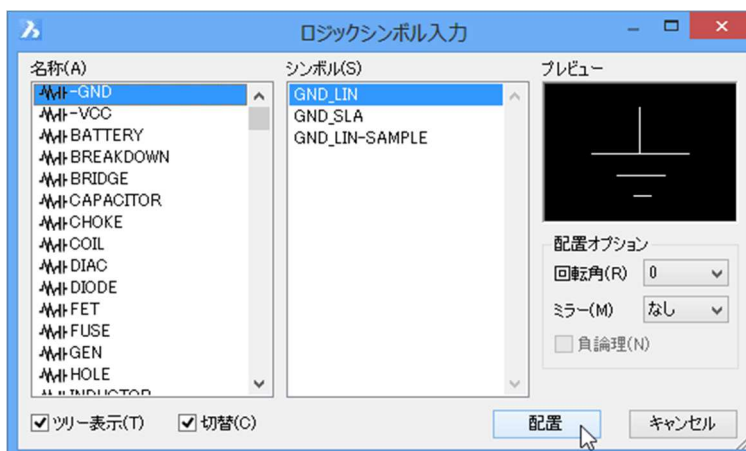 ロジックシンボル入力
名称(A)
-GND
-VCC
BATTERY
BREAKDOWN
BRIDGE
CAPACITOR
CHOKE
COIL
DIAC
DIODE
FET
FUSE
GEN
HOLE
INDUCTOR
シンボル(S)
GND_LIN
GND_SLA
GND_LIN-SAMPLE
プレビュー
配置オプション
回転角(R) 0
ミラー(M) なし
負論理(N)
ツリー表示(T) 切替(C)
配置 キャンセル